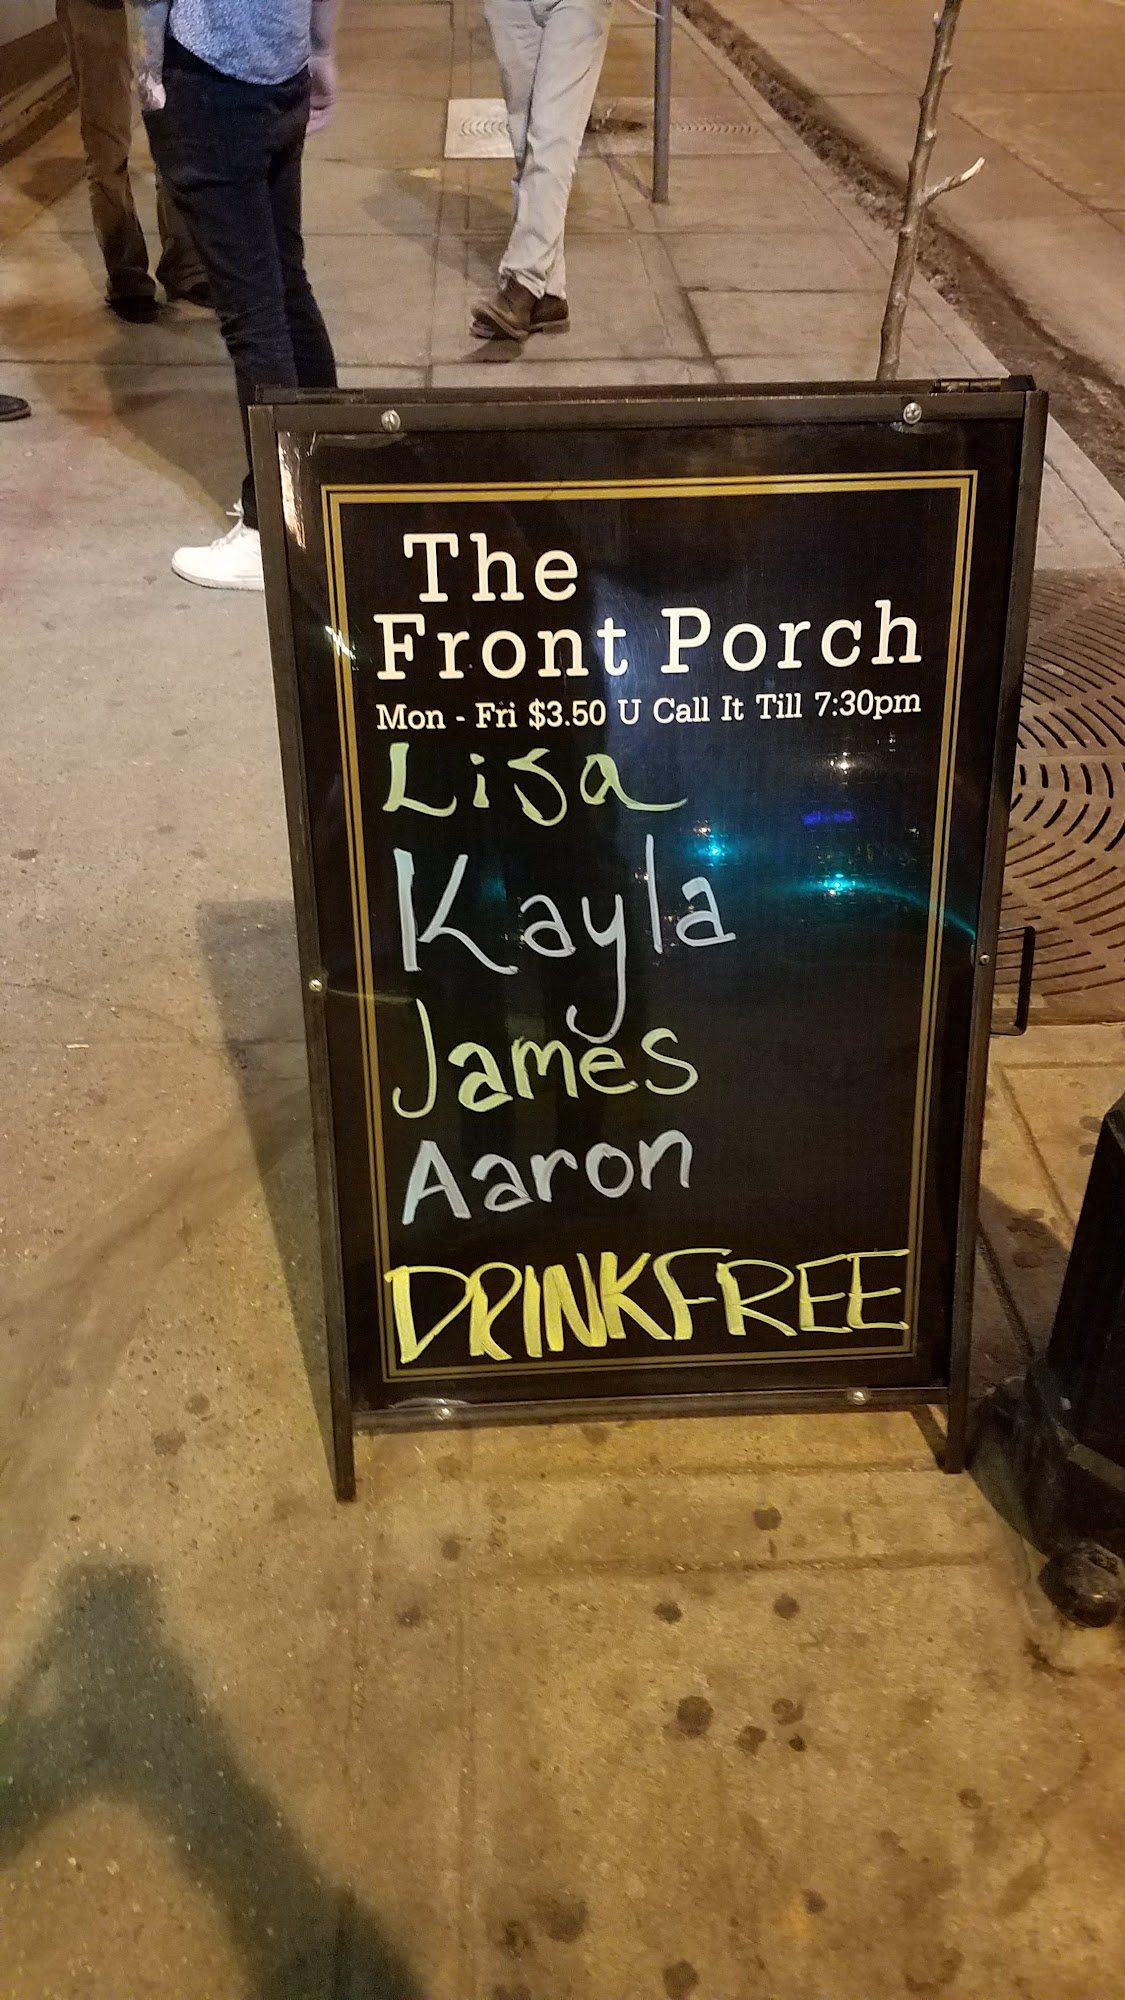 The
Front Porch
Mon - Fri $3.50 U Call It Till 7:30pm
Lisa
Kayla
James
Aaron
DRINK FREE